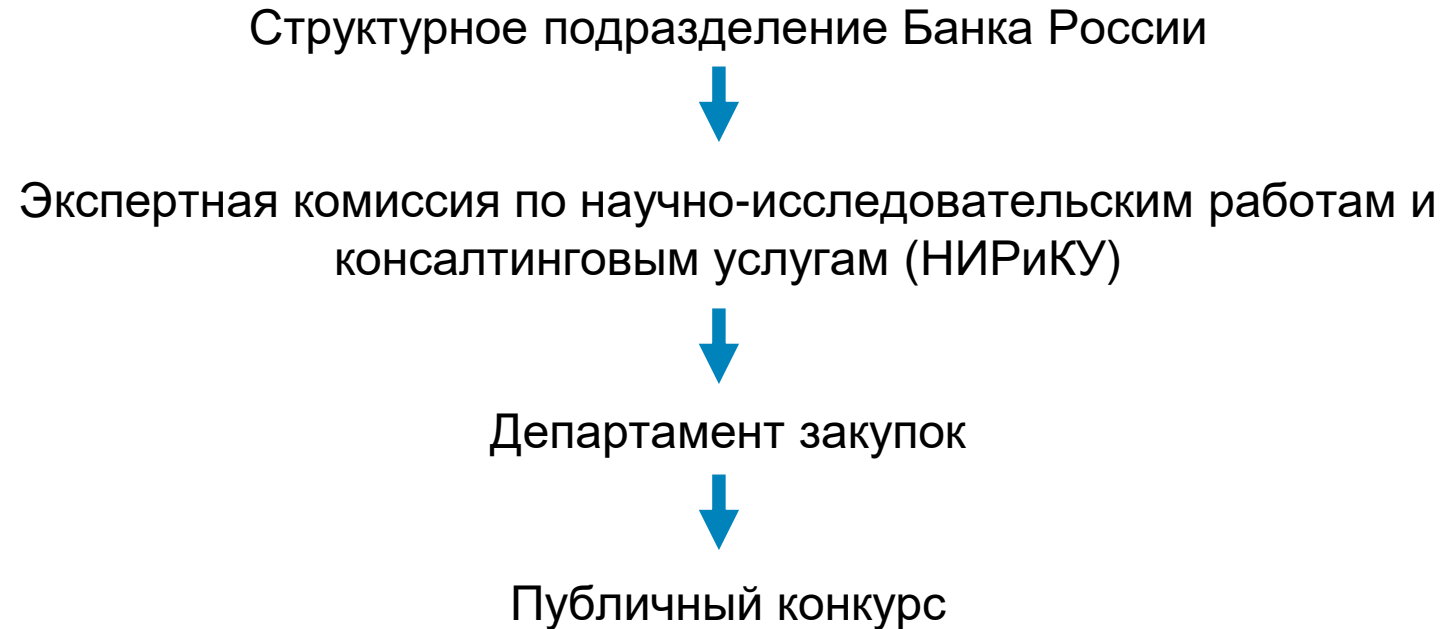 Структурное подразделение Банка России
Экспертная комиссия по научно-исследовательским работам и
консалтинговым услугам (НИРиКУ)
Департамент закупок
Публичный конкурс